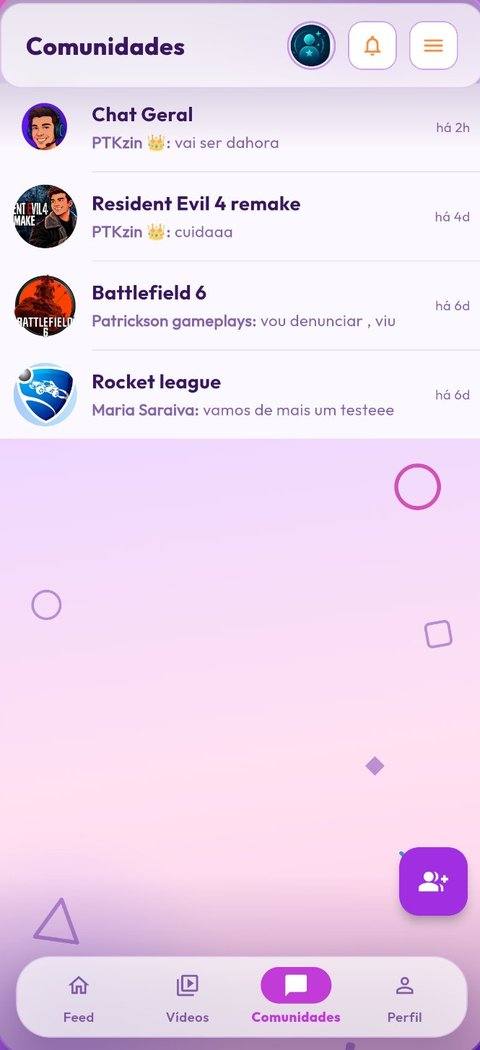 Comunidades
Chat Geral
há 2h
PTKzin 👑: vai ser dahora
Resident Evil 4 remake
há 4d
PTKzin 👑: cuidaaa
Battlefield 6
há 6d
Patrickson gameplays: vou denunciar , viu
BATTLEFIELD
6
Rocket league
há 6d
Maria Saraiva: vamos de mais um testeee
Feed
Vídeos
Comunidades
Perfil